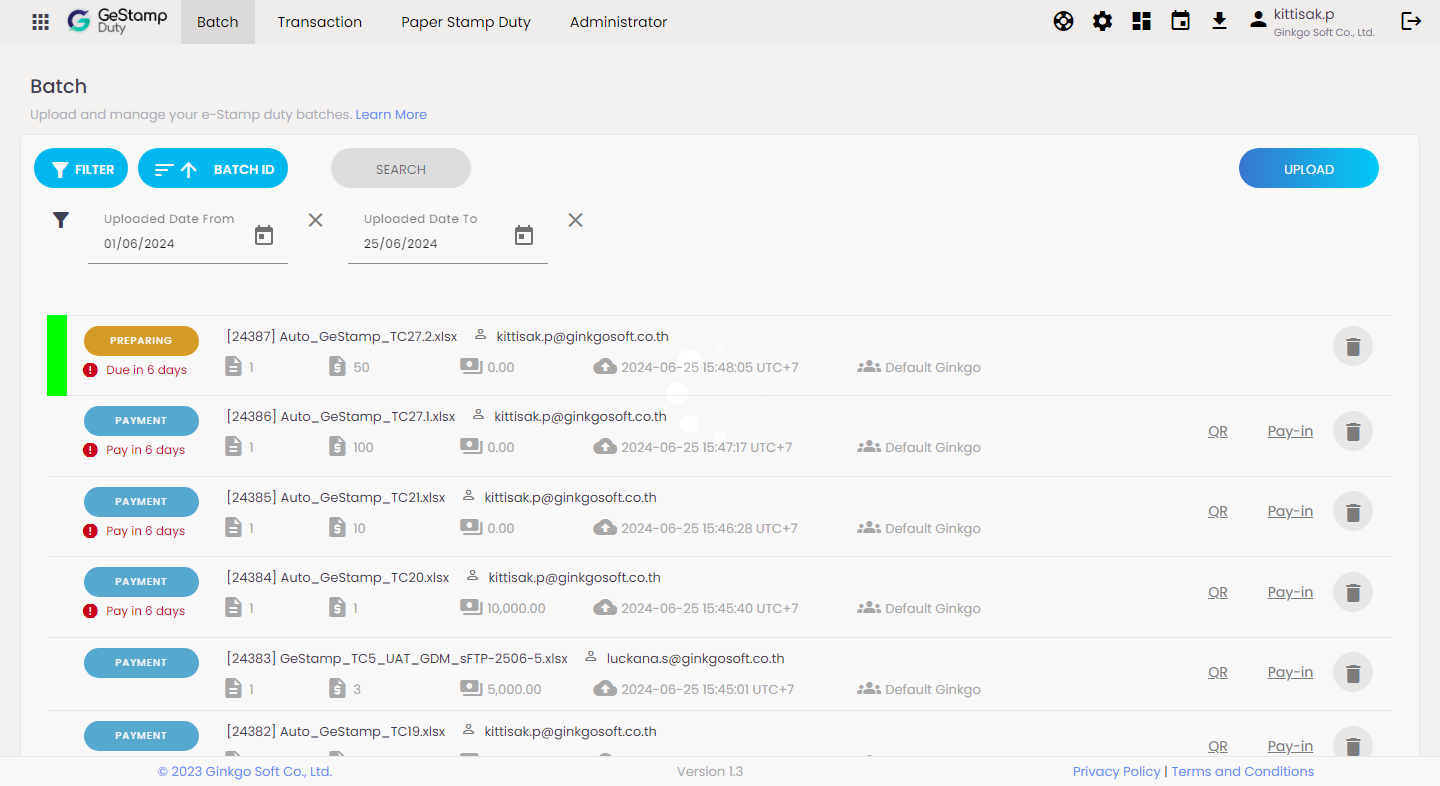 GeStamp
Duty
Batch
Transaction
Paper Stamp Duty
Administrator
kittisak.p
Ginkgo Soft Co., Ltd.
Batch
Upload and manage your e-Stamp duty batches. Learn More
FILTER
BATCH ID
SEARCH
UPLOAD
Uploaded Date From
01/06/2024
Uploaded Date To
25/06/2024
PREPARING
[24387] Auto_GeStamp_TC27.2.xlsx kittisak.p@ginkgosoft.co.th
Due in 6 days
1 50 0.00 2024-06-25 15:48:05 UTC+7 Default Ginkgo
PAYMENT
[24386] Auto_GeStamp_TC27.1.xlsx kittisak.p@ginkgosoft.co.th
QR Pay-in
Pay in 6 days
1 100 0.00 2024-06-25 15:47:17 UTC+7 Default Ginkgo
PAYMENT
[24385] Auto_GeStamp_TC21.xlsx kittisak.p@ginkgosoft.co.th
QR Pay-in
Pay in 6 days
1 10 0.00 2024-06-25 15:46:28 UTC+7 Default Ginkgo
PAYMENT
[24384] Auto_GeStamp_TC20.xlsx kittisak.p@ginkgosoft.co.th
QR Pay-in
Pay in 6 days
1 1 10,000.00 2024-06-25 15:45:40 UTC+7 Default Ginkgo
PAYMENT
[24383] GeStamp_TC5_UAT_GDM_sFTP-2506-5.xlsx luckana.s@ginkgosoft.co.th
QR Pay-in
1 3 5,000.00 2024-06-25 15:45:01 UTC+7 Default Ginkgo
PAYMENT
[24382] Auto_GeStamp_TC19.xlsx kittisak.p@ginkgosoft.co.th
QR Pay-in
© 2023 Ginkgo Soft Co., Ltd.
Version 1.3
Privacy Policy | Terms and Conditions